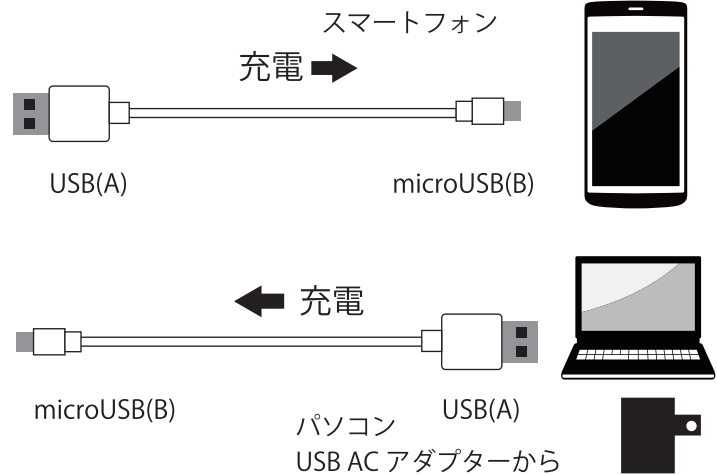 スマートフォン
充電
USB(A)
microUSB(B)
充電
microUSB(B)
USB(A)
パソコン
USB AC アダプターから